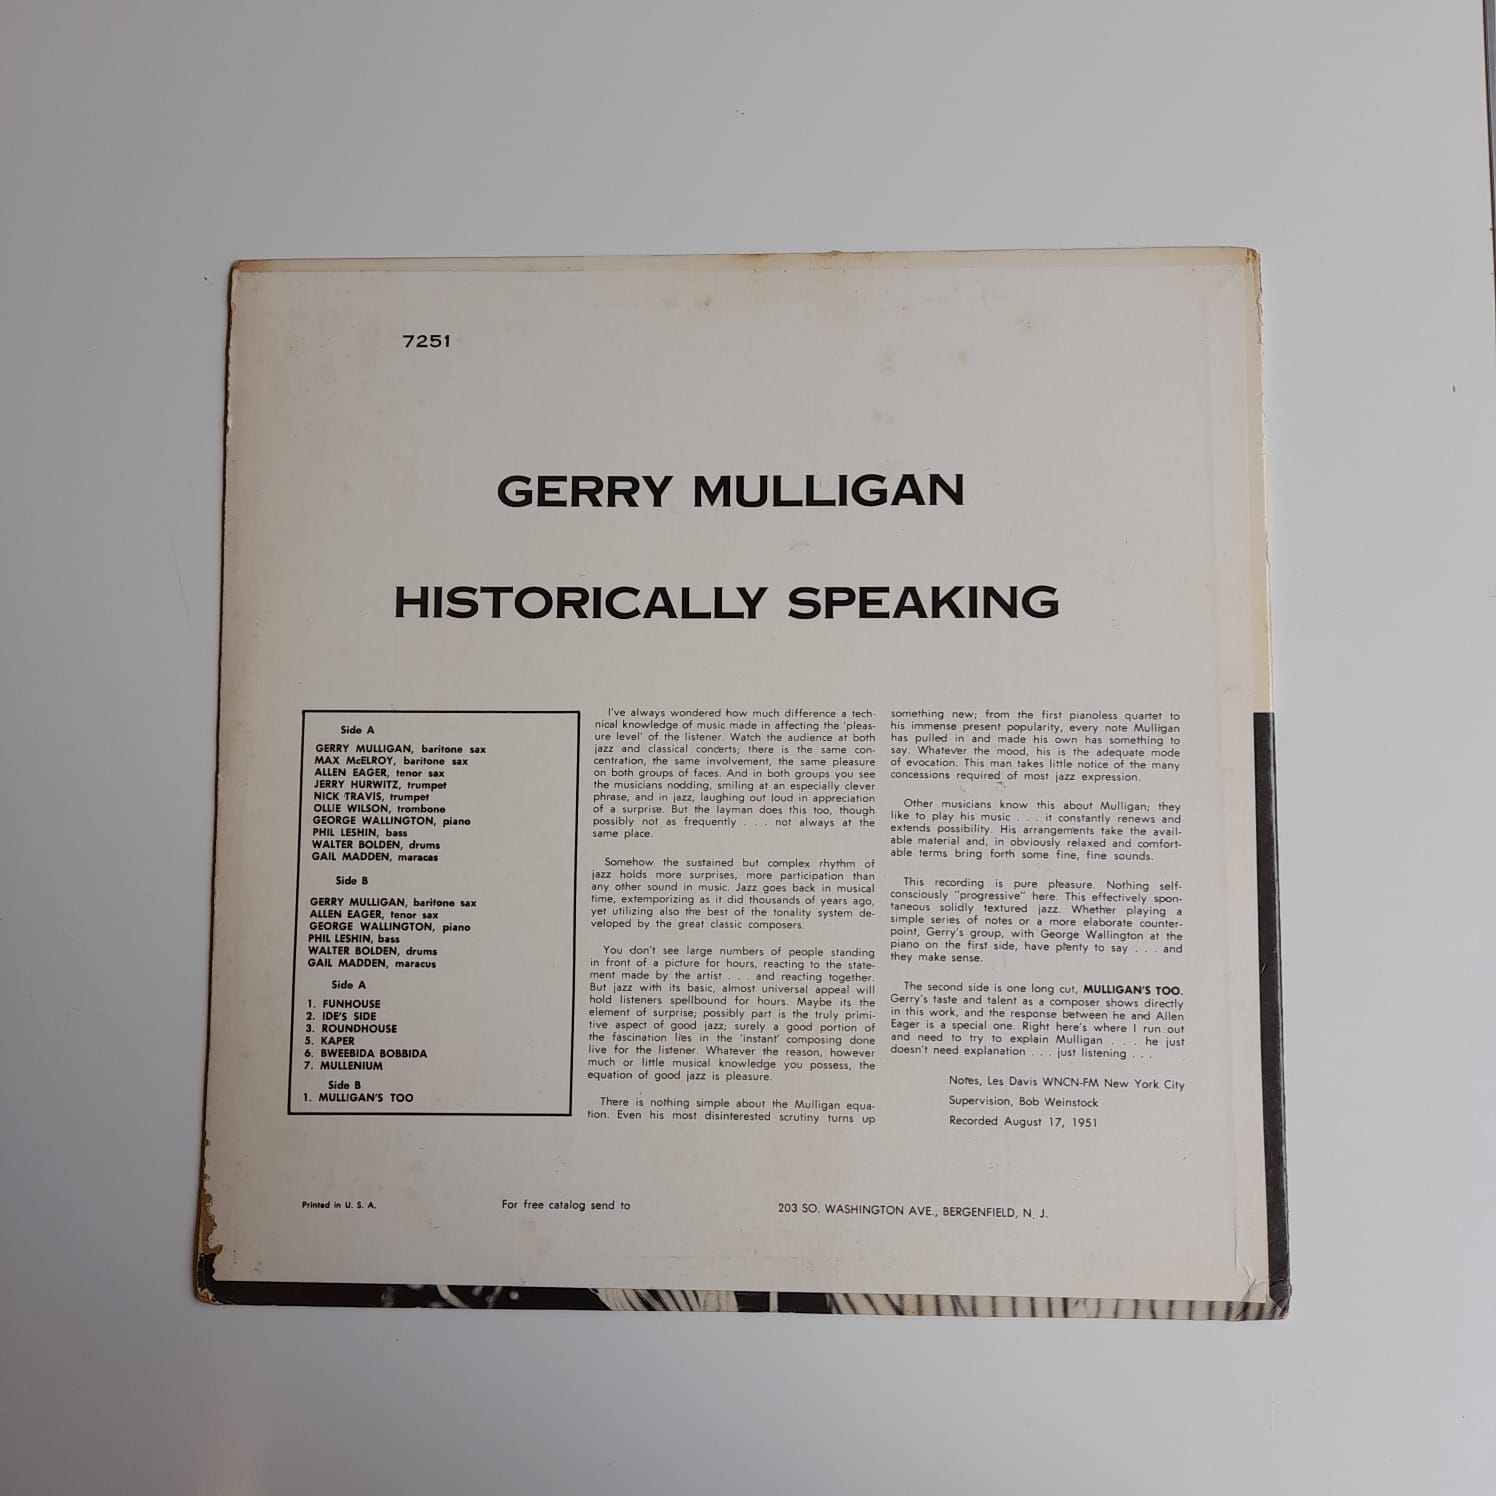 7251
GERRY MULLIGAN
HISTORICALLY SPEAKING
Side A
GERRY MULLIGAN, baritone sax
MAX McELROY, baritone sax
ALLEN EAGER, tenor sax
JERRY HURWITZ, trumpet
NICK TRAVIS, trumpet
OLLIE WILSON, trombone
GEORGE WALLINGTON, piano
PHIL LESHIN, bass
WALTER BOLDEN, drums
GAIL MADDEN, maracas
Side B
GERRY MULLIGAN, baritone sax
ALLEN EAGER, tenor sax
GEORGE WALLINGTON, piano
PHIL LESHIN, bass
WALTER BOLDEN, drums
GAIL MADDEN, maracus
Side A
1. FUNHOUSE
2. IDE'S SIDE
3. ROUNDHOUSE
5. KAPER
6. BWEEBIDA BOBBIDA
7. MULLENIUM
Side B
1. MULLIGAN'S TOO
I've always wondered how much difference a tech-
nical knowledge of music made in affecting the 'pleas-
ure level' of the listener. Watch the audience at both
jazz and classical concerts; there is the same con-
centration, the same involvement, the same pleasure
on both groups of faces. And in both groups you see
the musicians nodding, smiling at an especially clever
phrase, and in jazz, laughing out loud in appreciation
of a surprise. But the layman does this too, though
possibly not as frequently . . . not always at the
same place.
Somehow the sustained but complex rhythm of
jazz holds more surprises, more participation than
any other sound in music. Jazz goes back in musical
time, extemporizing as it did thousands of years ago,
yet utilizing also the best of the tonality system de-
veloped by the great classic composers.
You don't see large numbers of people standing
in front of a picture for hours, reacting to the state-
ment made by the artist . . . and reacting together.
But jazz with its basic, almost universal appeal will
hold listeners spellbound for hours. Maybe its the
element of surprise; possibly part is the truly primi-
tive aspect of good jazz; surely a good portion of
the fascination lies in the 'instant' composing done
live for the listener. Whatever the reason, however
much or little musical knowledge you possess, the
equation of good jazz is pleasure.
There is nothing simple about the Mulligan equa-
tion. Even his most disinterested scrutiny turns up
something new; from the first pianoless quartet to
his immense present popularity, every note Mulligan
has pulled in and made his own has something to
say. Whatever the mood, his is the adequate mode
of evocation. This man takes little notice of the many
concessions required of most jazz expression.
Other musicians know this about Mulligan; they
like to play his music . . . it constantly renews and
extends possibility. His arrangements take the avail-
able material and, in obviously relaxed and comfort-
able terms bring forth some fine, fine sounds.
This recording is pure pleasure. Nothing self-
consciously "progressive" here. This effectively spon-
taneous solidly textured jazz. Whether playing a
simple series of notes or a more elaborate counter-
point, Gerry's group, with George Wallington at the
piano on the first side, have plenty to say . . . and
they make sense.
The second side is one long cut, MULLIGAN'S TOO.
Gerry's taste and talent as a composer shows directly
in this work, and the response between he and Allen
Eager is a special one. Right here's where I run out
and need to try to explain Mulligan . . . he just
doesn't need explanation . . . just listening . . .
Notes, Les Davis WNCN-FM New York City
Supervision, Bob Weinstock
Recorded August 17, 1951
Printed in U. S. A.
For free catalog send to
203 SO. WASHINGTON AVE., BERGENFIELD, N. J.